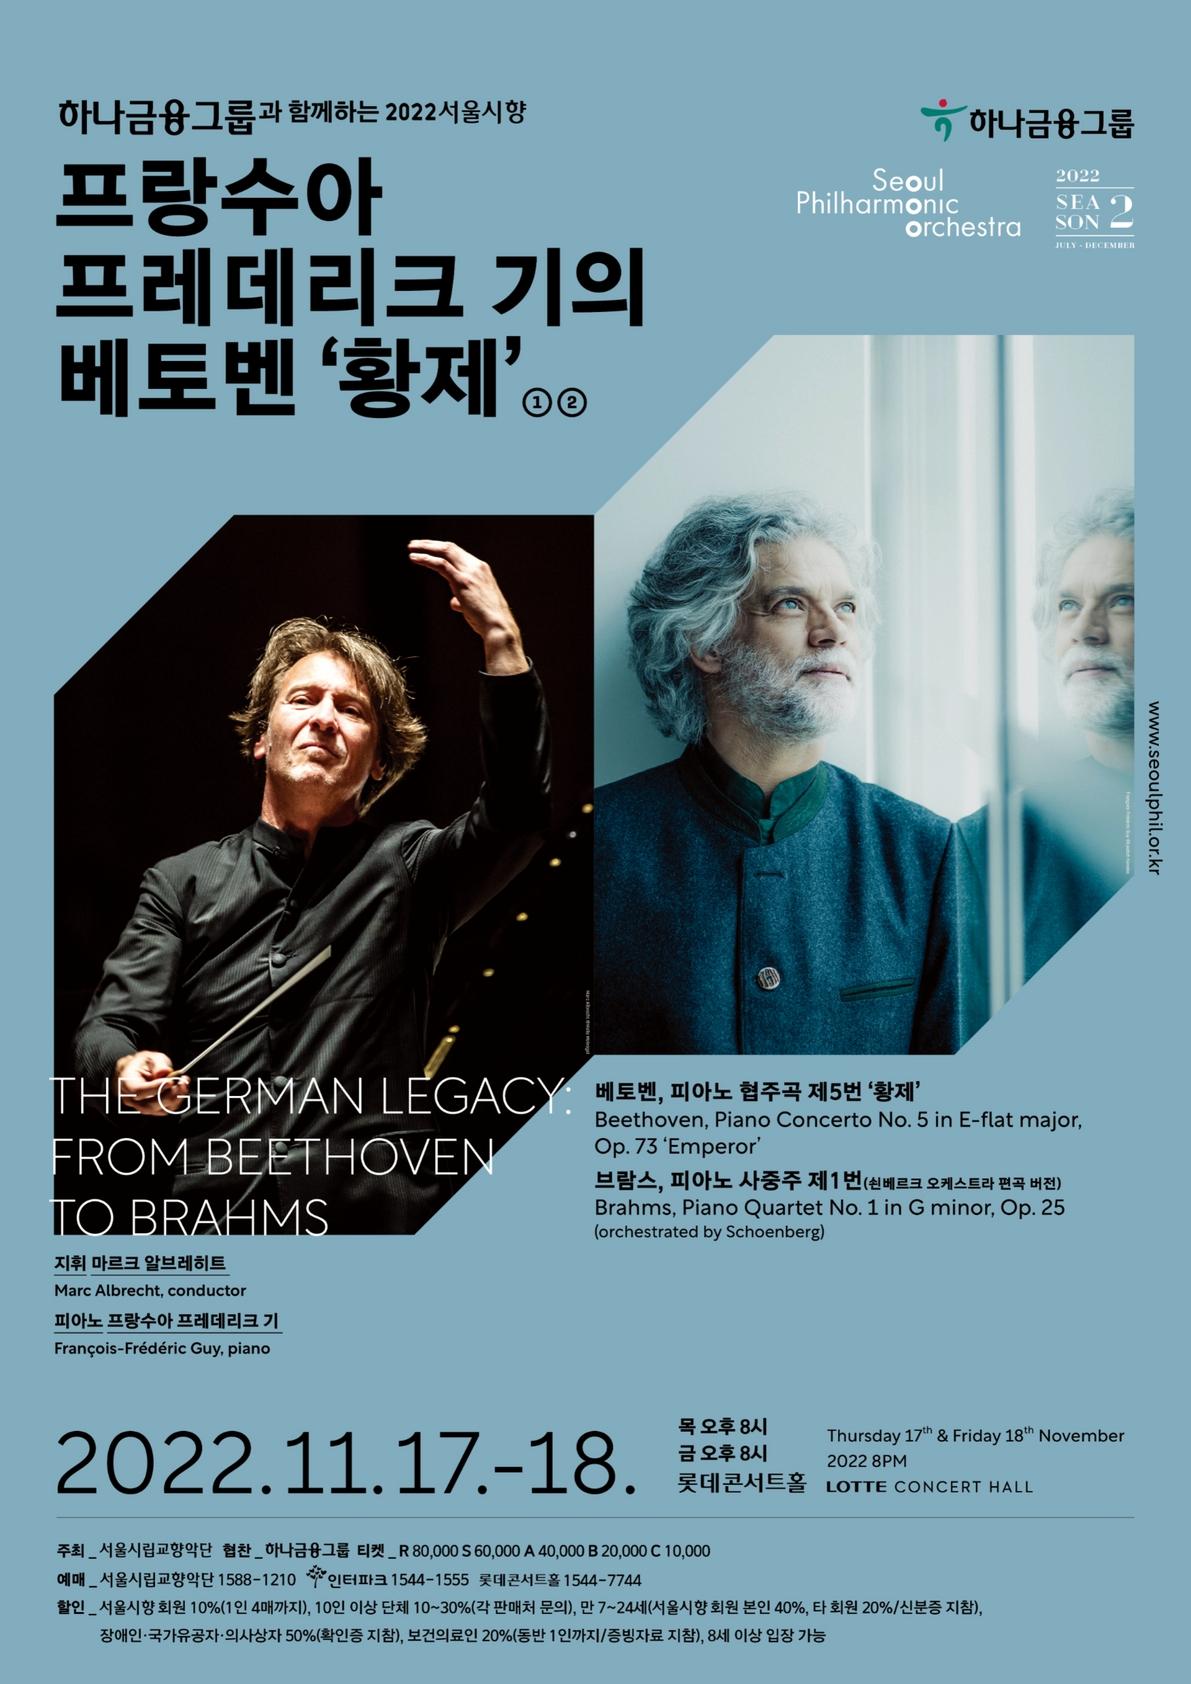 하나금융그룹과 함께하는 2022서울시향
하나금융그룹
프랑수아
프레데리크 기의
베토벤 ‘황제’①②
Seoul
Philharmonic
orchestra
2022
SEA
SON 2
JULY - DECEMBER
www.seoulphil.or.kr
THE GERMAN LEGACY:
FROM BEETHOVEN
TO BRAHMS
베토벤, 피아노 협주곡 제5번 ‘황제’
Beethoven, Piano Concerto No. 5 in E-flat major,
Op. 73 ‘Emperor’
브람스, 피아노 사중주 제1번(쇤베르크 오케스트라 편곡 버전)
Brahms, Piano Quartet No. 1 in G minor, Op. 25
(orchestrated by Schoenberg)
지휘 마르크 알브레히트
Marc Albrecht, conductor
피아노 프랑수아 프레데리크 기
François-Frédéric Guy, piano
2022.11.17.-18.
목 오후 8시
금 오후 8시
롯데콘서트홀
Thursday 17th & Friday 18th November
2022 8PM
LOTTE CONCERT HALL
주최 _ 서울시립교향악단 협찬 _ 하나금융그룹 티켓 _ R 80,000 S 60,000 A 40,000 B 20,000 C 10,000
예매 _ 서울시립교향악단 1588-1210 인터파크 1544-1555 롯데콘서트홀 1544-7744
할인 _ 서울시향 회원 10%(1인 4매까지), 10인 이상 단체 10~30%(각 판매처 문의), 만 7~24세(서울시향 회원 본인 40%, 타 회원 20%/신분증 지참),
장애인·국가유공자·의사상자 50%(확인증 지참), 보건의료인 20%(동반 1인까지/증빙자료 지참), 8세 이상 입장 가능